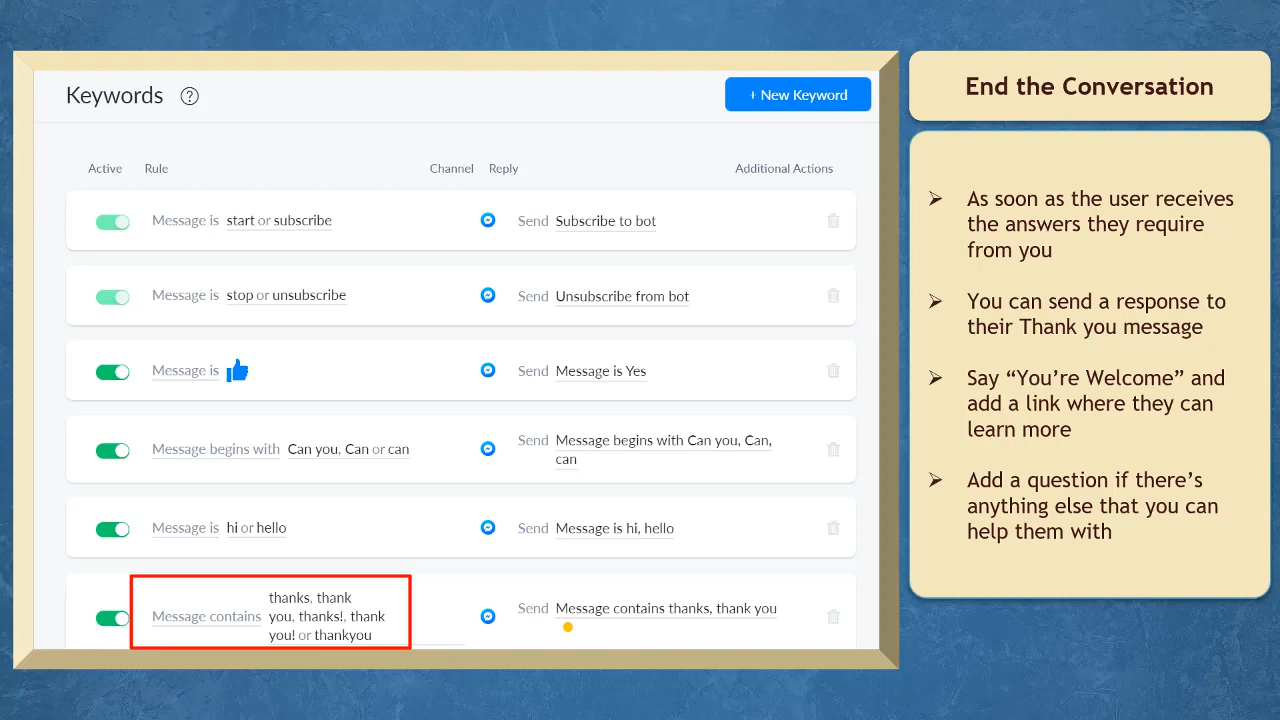 Keywords ?
+ New Keyword
Active Rule Channel Reply Additional Actions
Message is start or subscribe Send Subscribe to bot
Message is stop or unsubscribe Send Unsubscribe from bot
Message is Send Message is Yes
Message begins with Can you, Can or can Send Message begins with Can you, Can,
can
Message is hi or hello Send Message is hi, hello
Message contains thanks, thank
you, thanks!, thank
you! or thankyou
Send Message contains thanks, thank you
End the Conversation
As soon as the user receives
the answers they require
from you
You can send a response to
their Thank you message
Say “You’re Welcome” and
add a link where they can
learn more
Add a question if there’s
anything else that you can
help them with